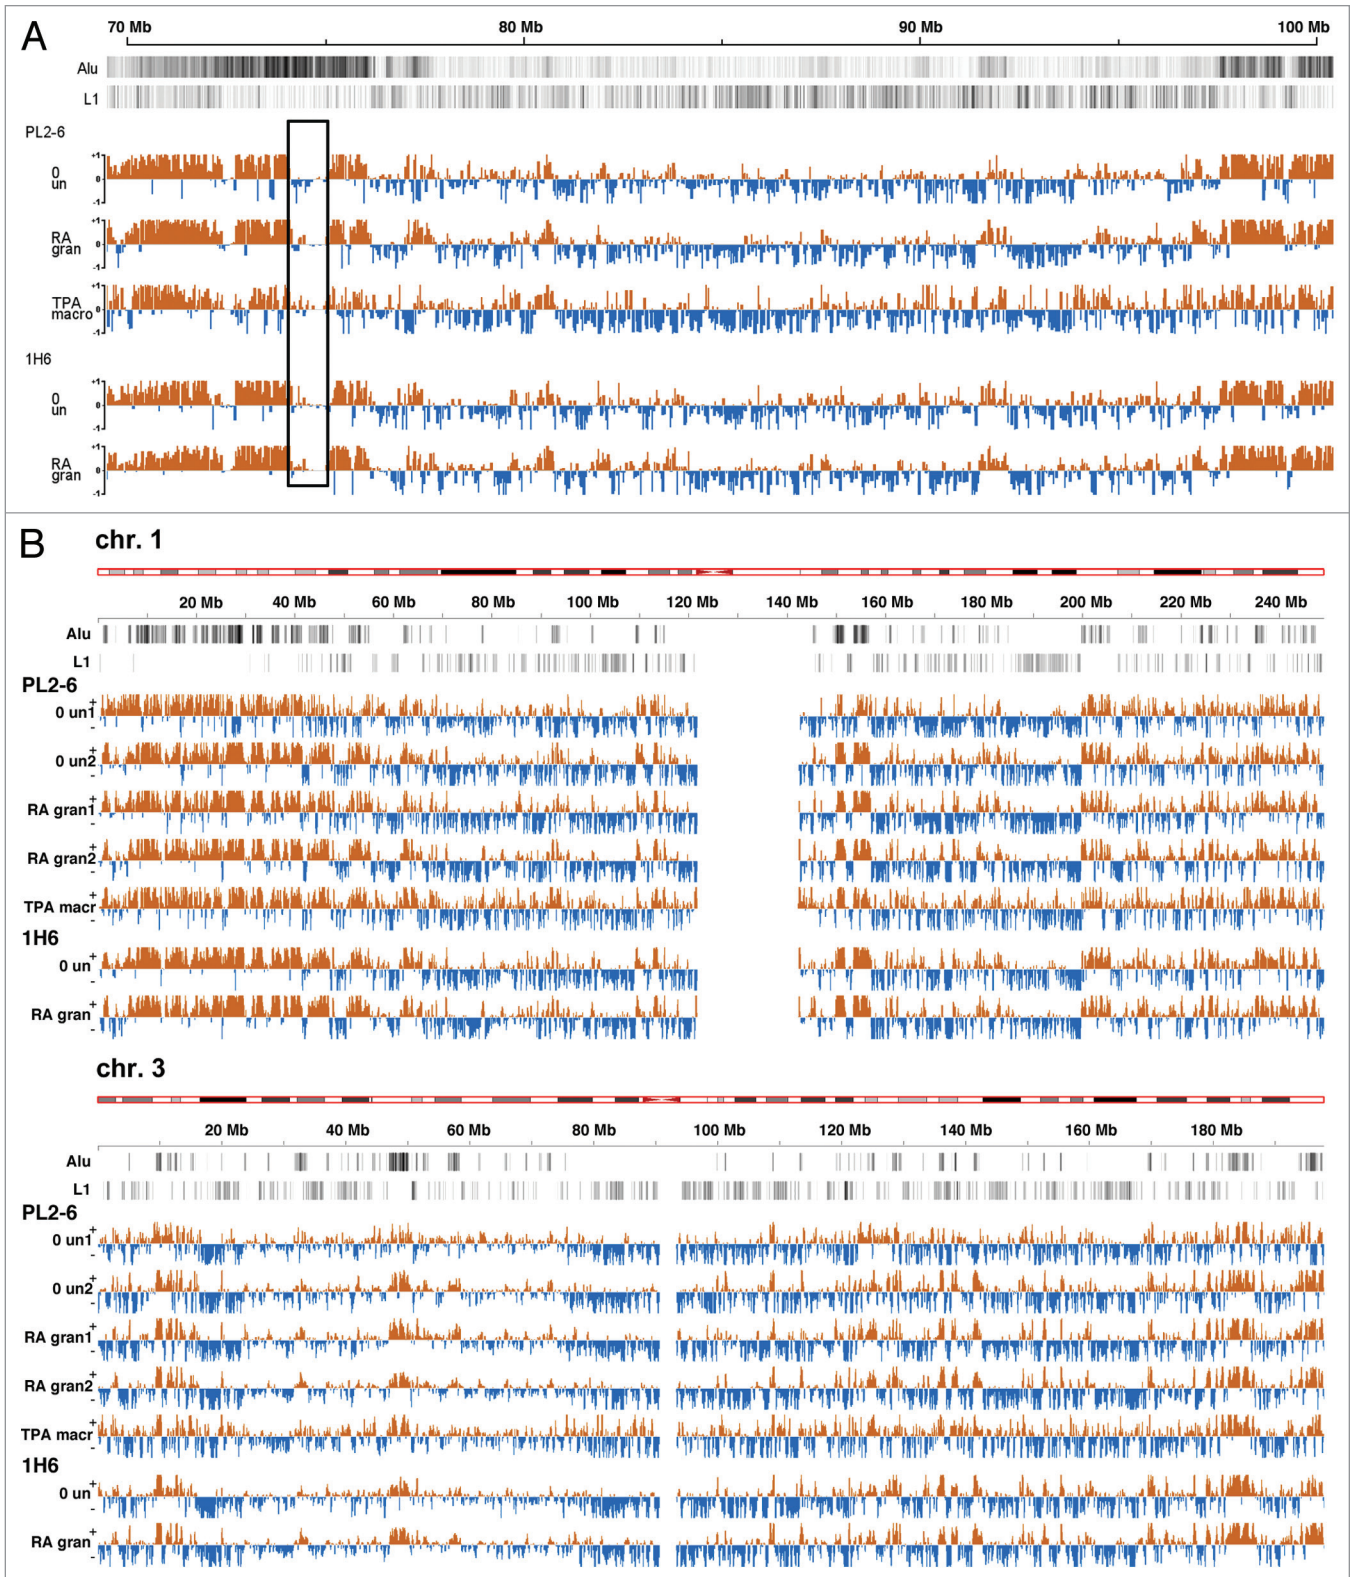 A
70 Mb 80 Mb 90 Mb 100 Mb
Alu
L1
PL2-6
+1
0 0
un
-1
+1
RA
gran 0
-1
+1
TPA
macro 0
-1
1H6
+1
0 0
un
-1
+1
RA
gran 0
-1
B chr. 1
20 Mb 40 Mb 60 Mb 80 Mb 100 Mb 120 Mb 140 Mb 160 Mb 180 Mb 200 Mb 220 Mb 240 Mb
Alu
L1
PL2-6
0 un1 + -
0 un2 + -
RA gran1 + -
RA gran2 + -
TPA macr + -
1H6
0 un + -
RA gran + -
chr. 3
20 Mb 40 Mb 60 Mb 80 Mb 100 Mb 120 Mb 140 Mb 160 Mb 180 Mb
Alu
L1
PL2-6
0 un1 + -
0 un2 + -
RA gran1 + -
RA gran2 + -
TPA macr + -
1H6
0 un + -
RA gran + -